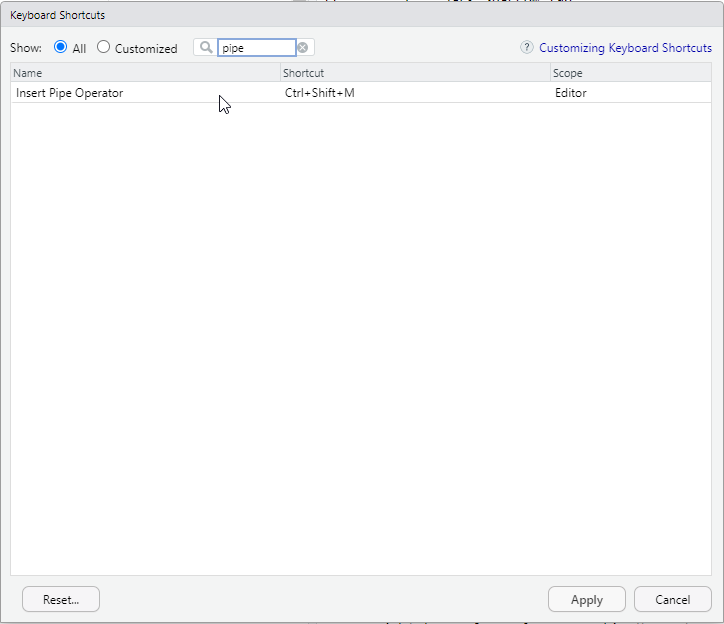 Keyboard Shortcuts
Show: All Customized pipe ? Customizing Keyboard Shortcuts
Name Shortcut Scope
Insert Pipe Operator Ctrl+Shift+M Editor
Reset... Apply Cancel